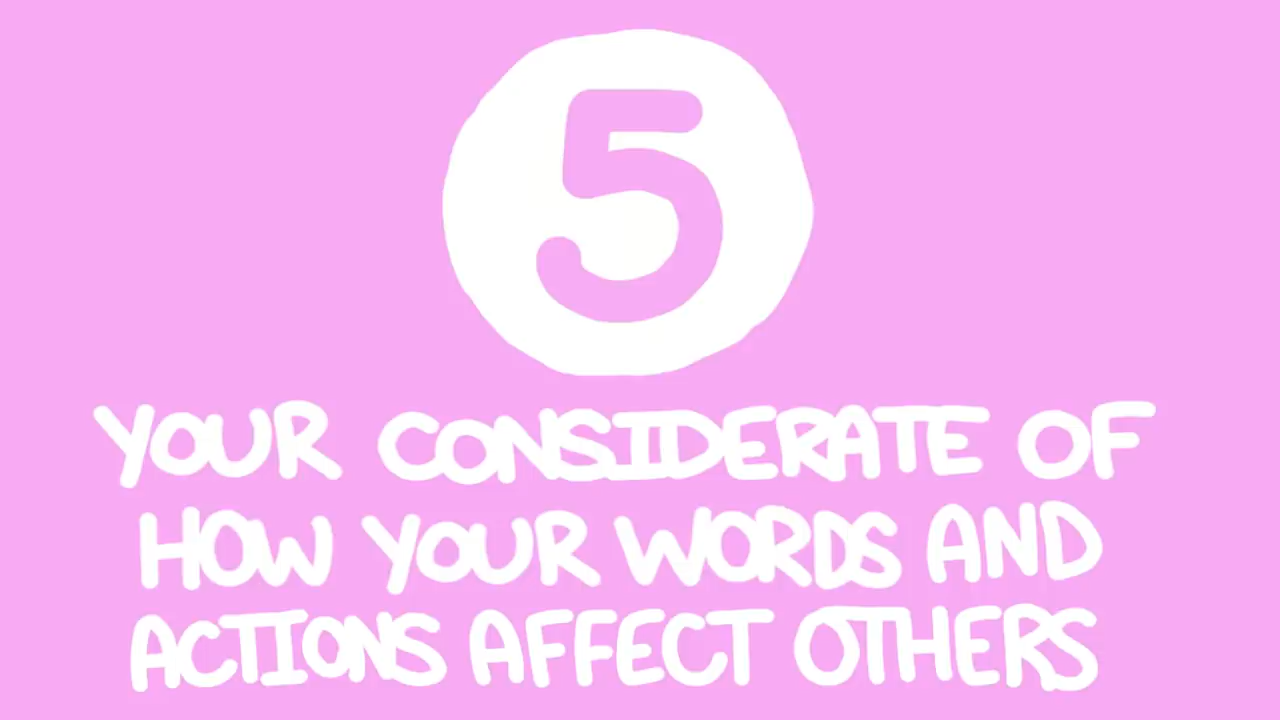 5
YOUR CONSIDERATE OF
HOW YOUR WORDS AND
ACTIONS AFFECT OTHERS